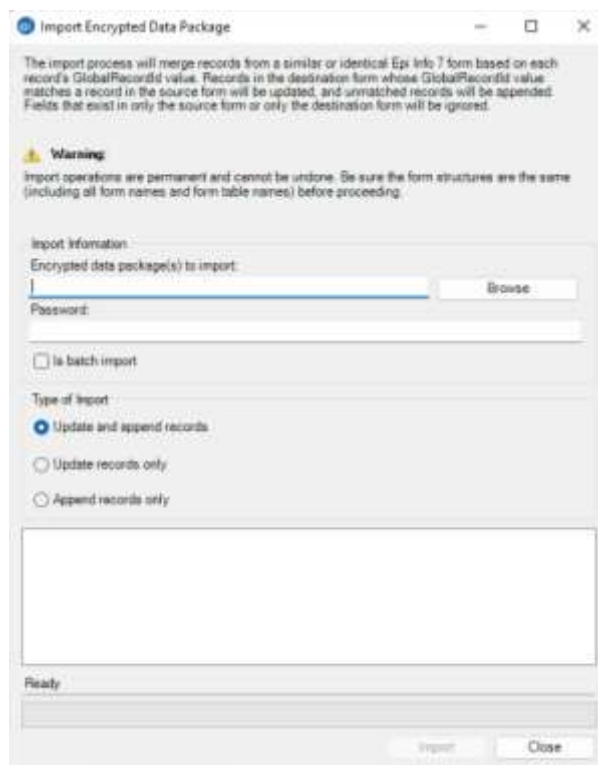 Import Encrypted Data Package
The import process will merge records from a similar or identical Epi Info 7 form based on each
record's GlobalRecordId value. Records in the destination form whose GlobalRecordId value
matches a record in the source form will be updated, and unmatched records will be appended.
Fields that exist in only the source form or only the destination form will be ignored.
Warning:
Import operations are permanent and cannot be undone. Be sure the form structures are the same
(including all form names and form table names) before proceeding.
Import Information
Encrypted data package(s) to import:
Browse
Password:
Is batch import
Type of Import
Update and append records
Update records only
Append records only
Ready
Import
Close